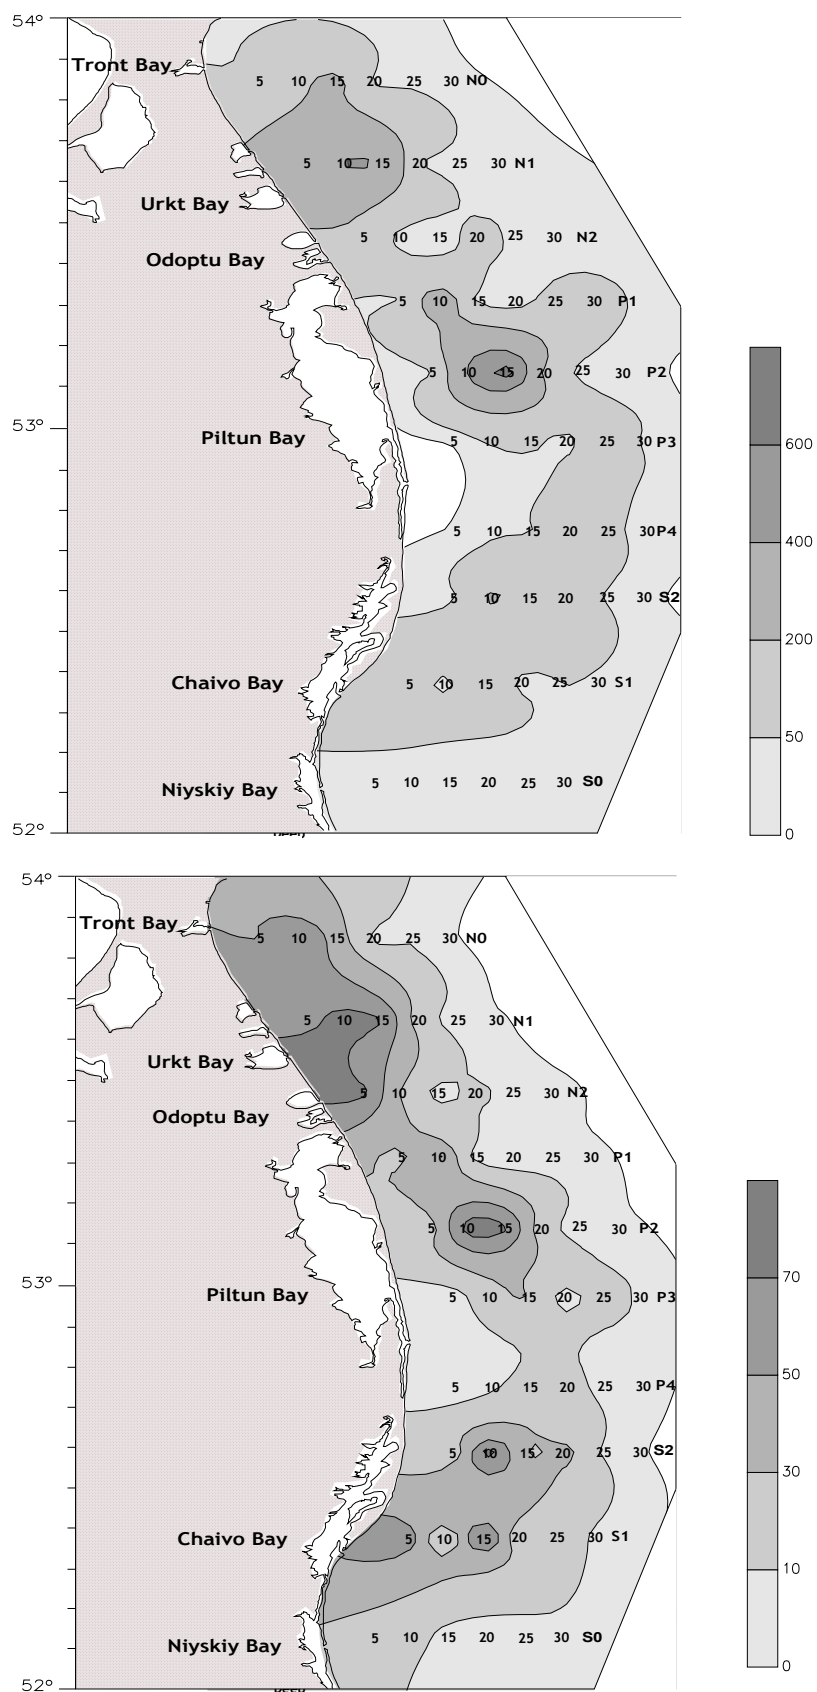 54°
Tront Bay
5 10 15 20 25 30 N0
5 10 15 20 25 30 N1
Urkt Bay
5 10 15 20 25 30 N2
Odoptu Bay
5 10 15 20 25 30 P1
5 10 15 20 25 30 P2
53°
Piltun Bay
5 10 15 20 25 30 P3
600
5 10 15 20 25 30 P4
400
5 10 15 20 25 30 S2
200
Chaivo Bay
5 10 15 20 25 30 S1
50
Niyskiy Bay
5 10 15 20 25 30 S0
52°
0
54°
Tront Bay
5 10 15 20 25 30 N0
5 10 15 20 25 30 N1
Urkt Bay
5 10 15 20 25 30 N2
Odoptu Bay
5 10 15 20 25 30 P1
5 10 15 20 25 30 P2
53°
70
Piltun Bay
5 10 15 20 25 30 P3
50
5 10 15 20 25 30 P4
5 10 15 20 25 30 S2
30
Chaivo Bay
5 10 15 20 25 30 S1
10
Niyskiy Bay
5 10 15 20 25 30 S0
0
52°